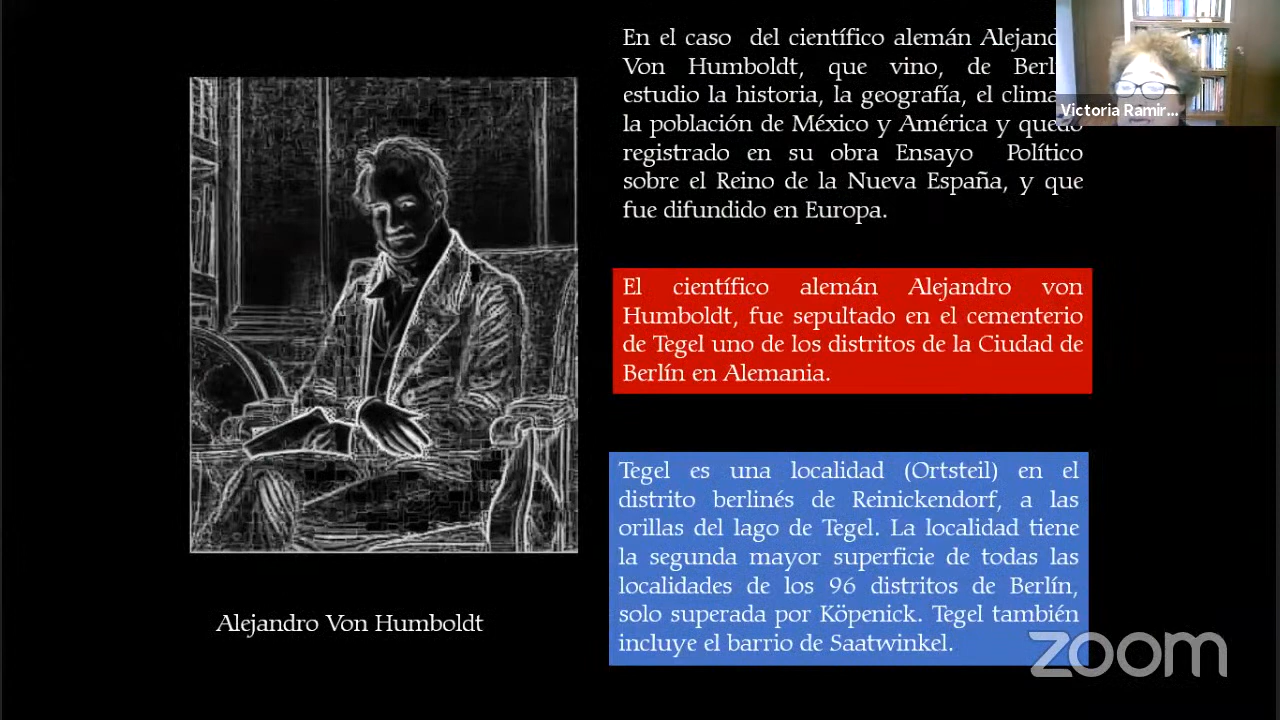 En el caso del científico alemán
Von Humboldt, que vino, de
estudio la historia, la geografía, el clima
la población de México y América y quedo
registrado en su obra Ensayo Político
sobre el Reino de la Nueva España, y que
fue difundido en Europa.
Victoria Ramír...
El científico alemán Alejandro von
Humboldt, fue sepultado en el cementerio
de Tegel uno de los distritos de la Ciudad de
Berlín en Alemania.
Tegel es una localidad (Ortsteil) en el
distrito berlinés de Reinickendorf, a las
orillas del lago de Tegel. La localidad tiene
la segunda mayor superficie de todas las
localidades de los 96 distritos de Berlín,
solo superada por Köpenick. Tegel también
incluye el barrio de Saatwinkel.
Alejandro Von Humboldt
zoom